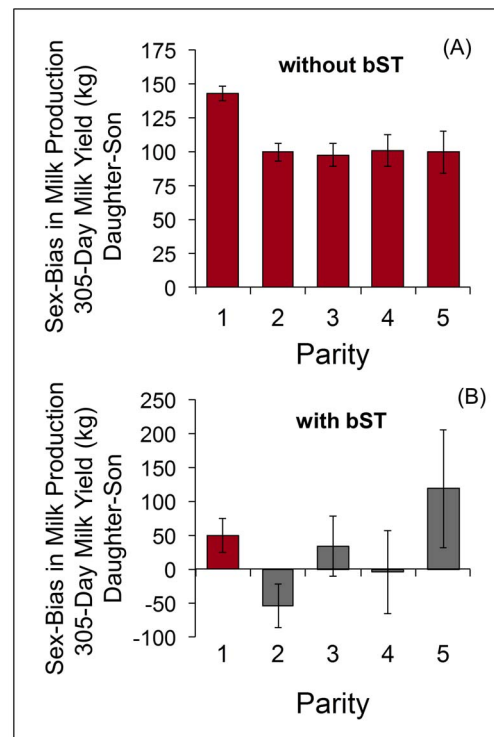 (A)
without bST
Sex-Bias in Milk Production
305-Day Milk Yield (kg)
Daughter-Son
175
150
125
100
75
50
25
0
1 2 3 4 5
Parity
(B)
with bST
Sex-Bias in Milk Production
305-Day Milk Yield (kg)
Daughter-Son
250
200
150
100
50
0
-50
-100
1 2 3 4 5
Parity